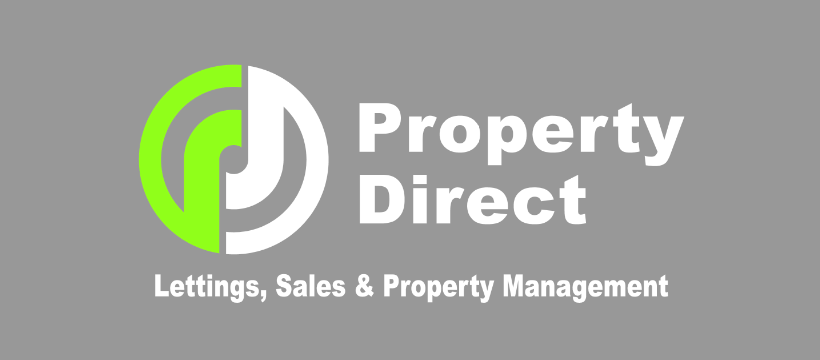 Property
Direct
Lettings, Sales & Property Management